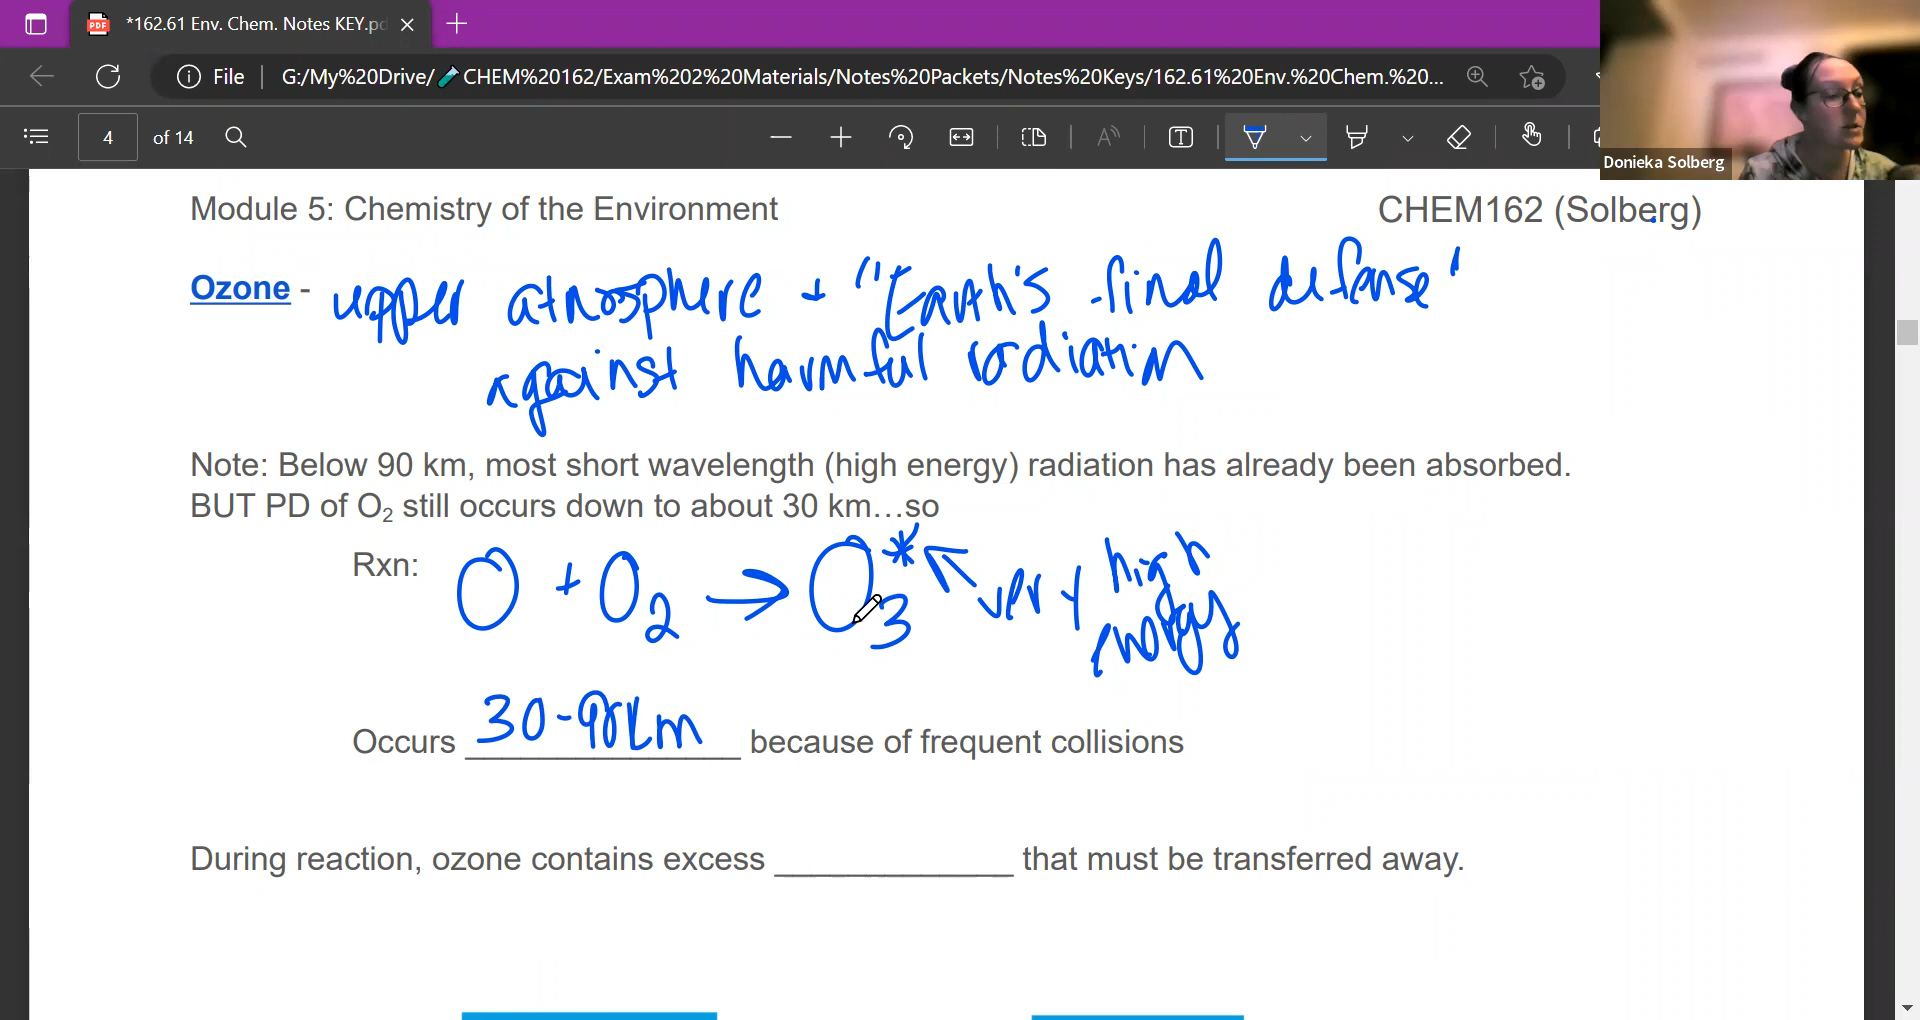 *162.61 Env. Chem. Notes KEY.pd
File
G:/My%20Drive/🧪CHEM%20162/Exam%202%20Materials/Notes%20Packets/Notes%20Keys/162.61%20Env.%20Chem.%20...
4 of 14
Donieka Solberg
Module 5: Chemistry of the Environment CHEM162 (Solberg)
Ozone - upper atmosphere + "Earth's final defense"
against harmful radiation
Note: Below 90 km, most short wavelength (high energy) radiation has already been absorbed.
BUT PD of O₂ still occurs down to about 30 km…so
Rxn: O + O₂ → O₃* ← very high
energy
Occurs 30-90km because of frequent collisions
During reaction, ozone contains excess _____________ that must be transferred away.